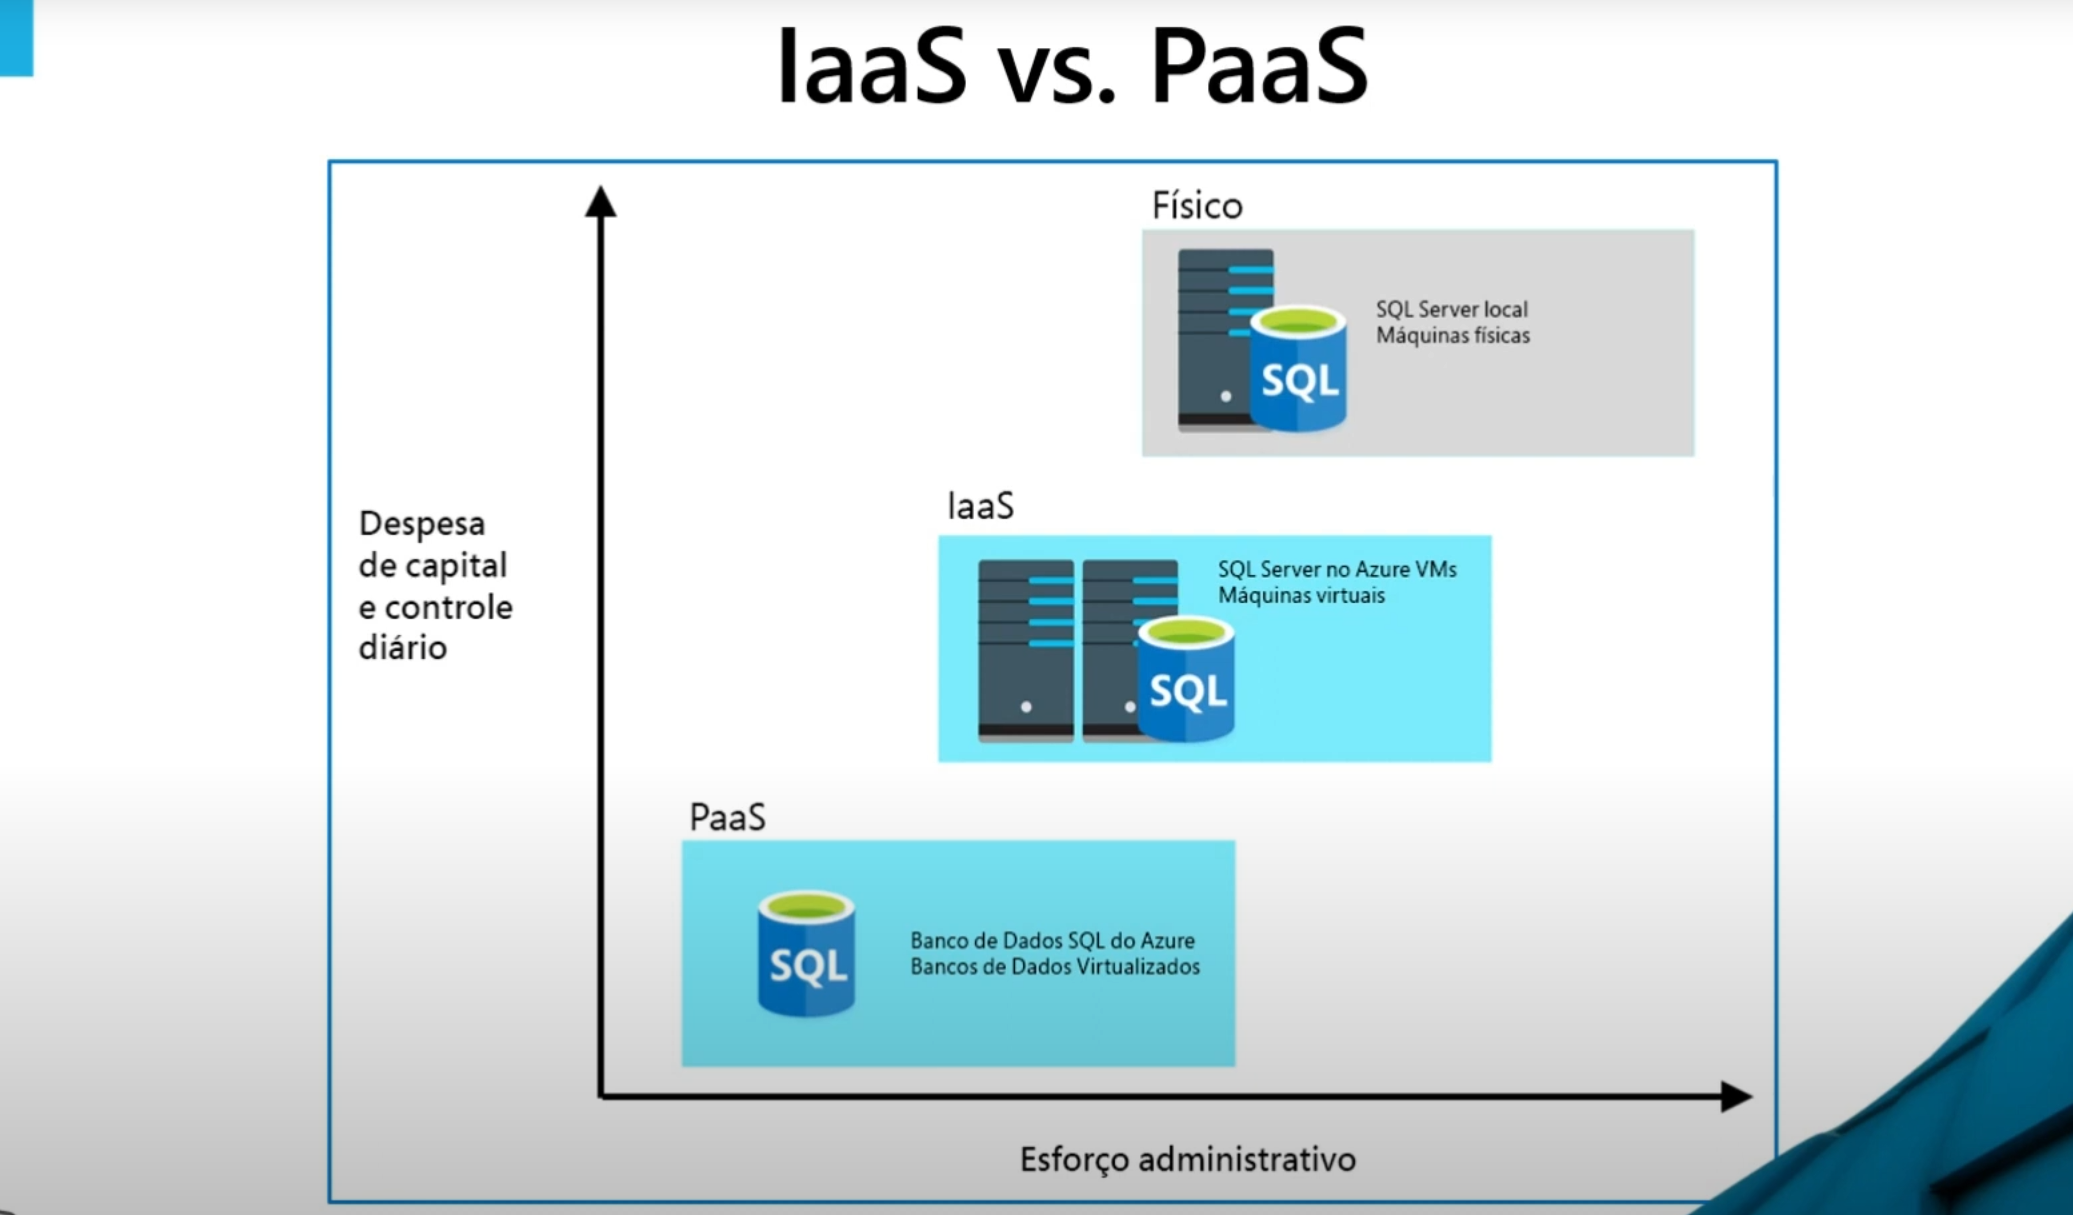 IaaS vs. PaaS
Físico
SQL
SQL Server local
Máquinas físicas
IaaS
SQL
SQL Server no Azure VMs
Máquinas virtuais
Despesa
de capital
e controle
diário
PaaS
SQL
Banco de Dados SQL do Azure
Bancos de Dados Virtualizados
Esforço administrativo